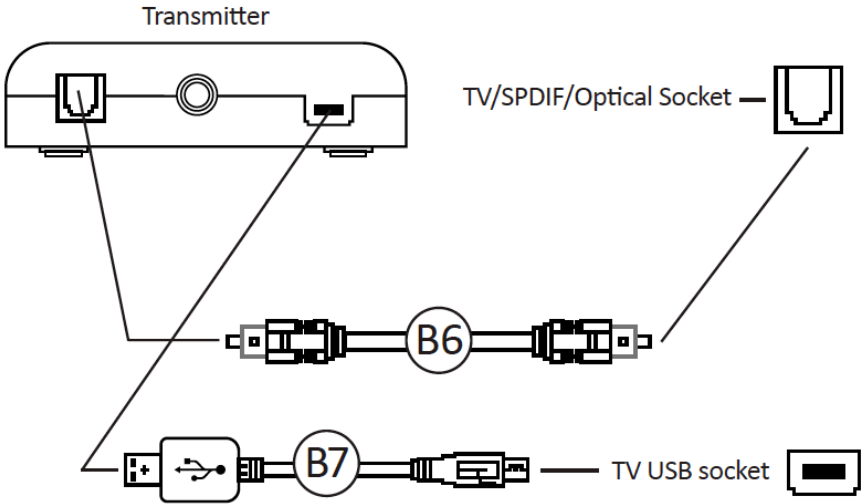 Transmitter
TV/SPDIF/Optical Socket
B6
B7
TV USB socket